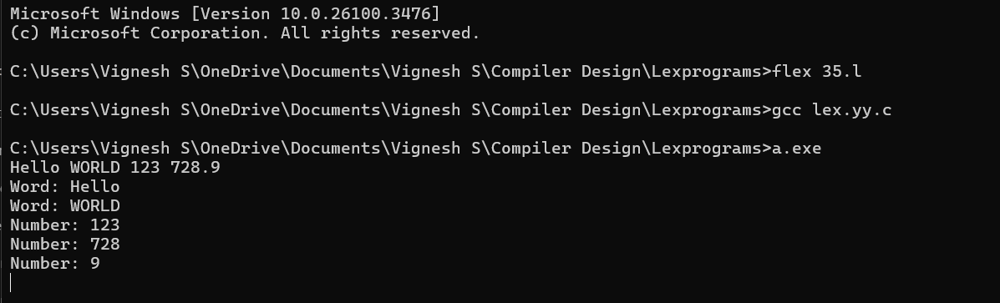 Microsoft Windows [Version 10.0.26100.3476]
(c) Microsoft Corporation. All rights reserved.
C:\Users\Vignesh S\OneDrive\Documents\Vignesh S\Compiler Design\Lexprograms>flex 35.l
C:\Users\Vignesh S\OneDrive\Documents\Vignesh S\Compiler Design\Lexprograms>gcc lex.yy.c
C:\Users\Vignesh S\OneDrive\Documents\Vignesh S\Compiler Design\Lexprograms>a.exe
Hello WORLD 123 728.9
Word: Hello
Word: WORLD
Number: 123
Number: 728
Number: 9